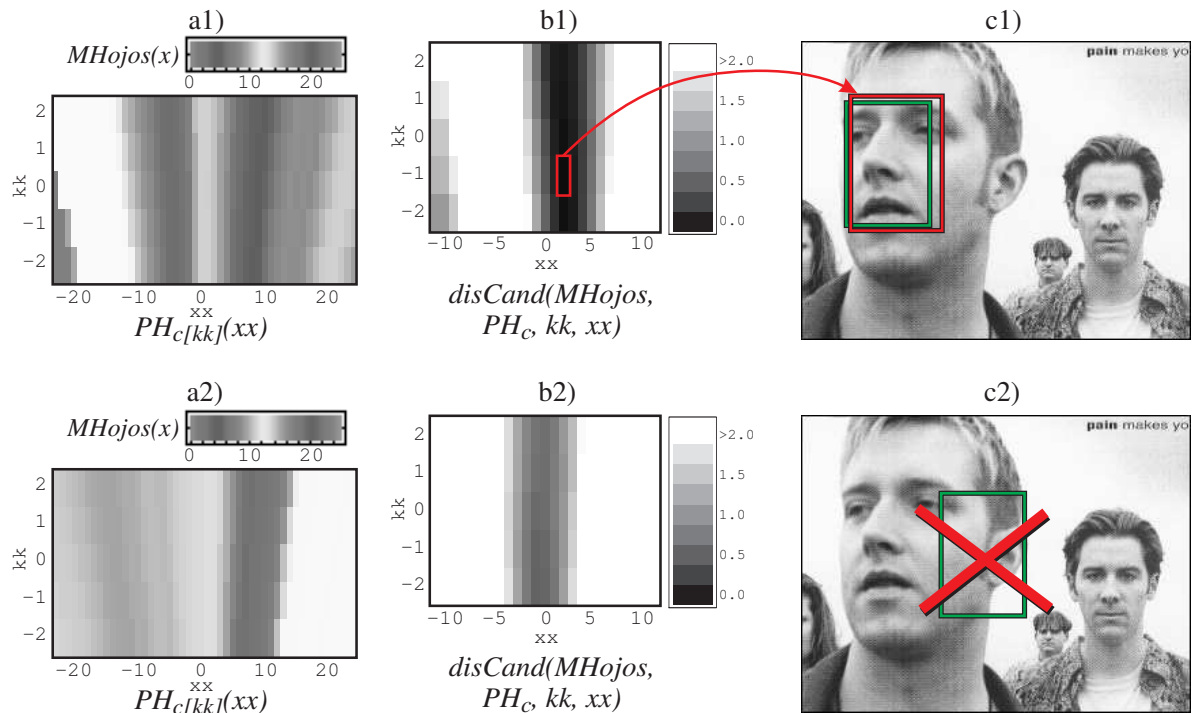 a1)
MHojos(x)
0 10 20
2
1
0
-1
-2
kk
-20 -10 0 10 20
xx
PHc[kk](xx)
b1)
2
1
0
-1
-2
kk
-10 -5 0 5 10
xx
>2.0
1.5
1.0
0.5
0.0
disCand(MHojos,
PHc, kk, xx)
c1)
pain makes yo
a2)
MHojos(x)
0 10 20
2
1
0
-1
-2
kk
-20 -10 0 10 20
xx
PHc[kk](xx)
b2)
2
1
0
-1
-2
kk
-10 -5 0 5 10
xx
>2.0
1.5
1.0
0.5
0.0
disCand(MHojos,
PHc, kk, xx)
c2)
pain makes yo